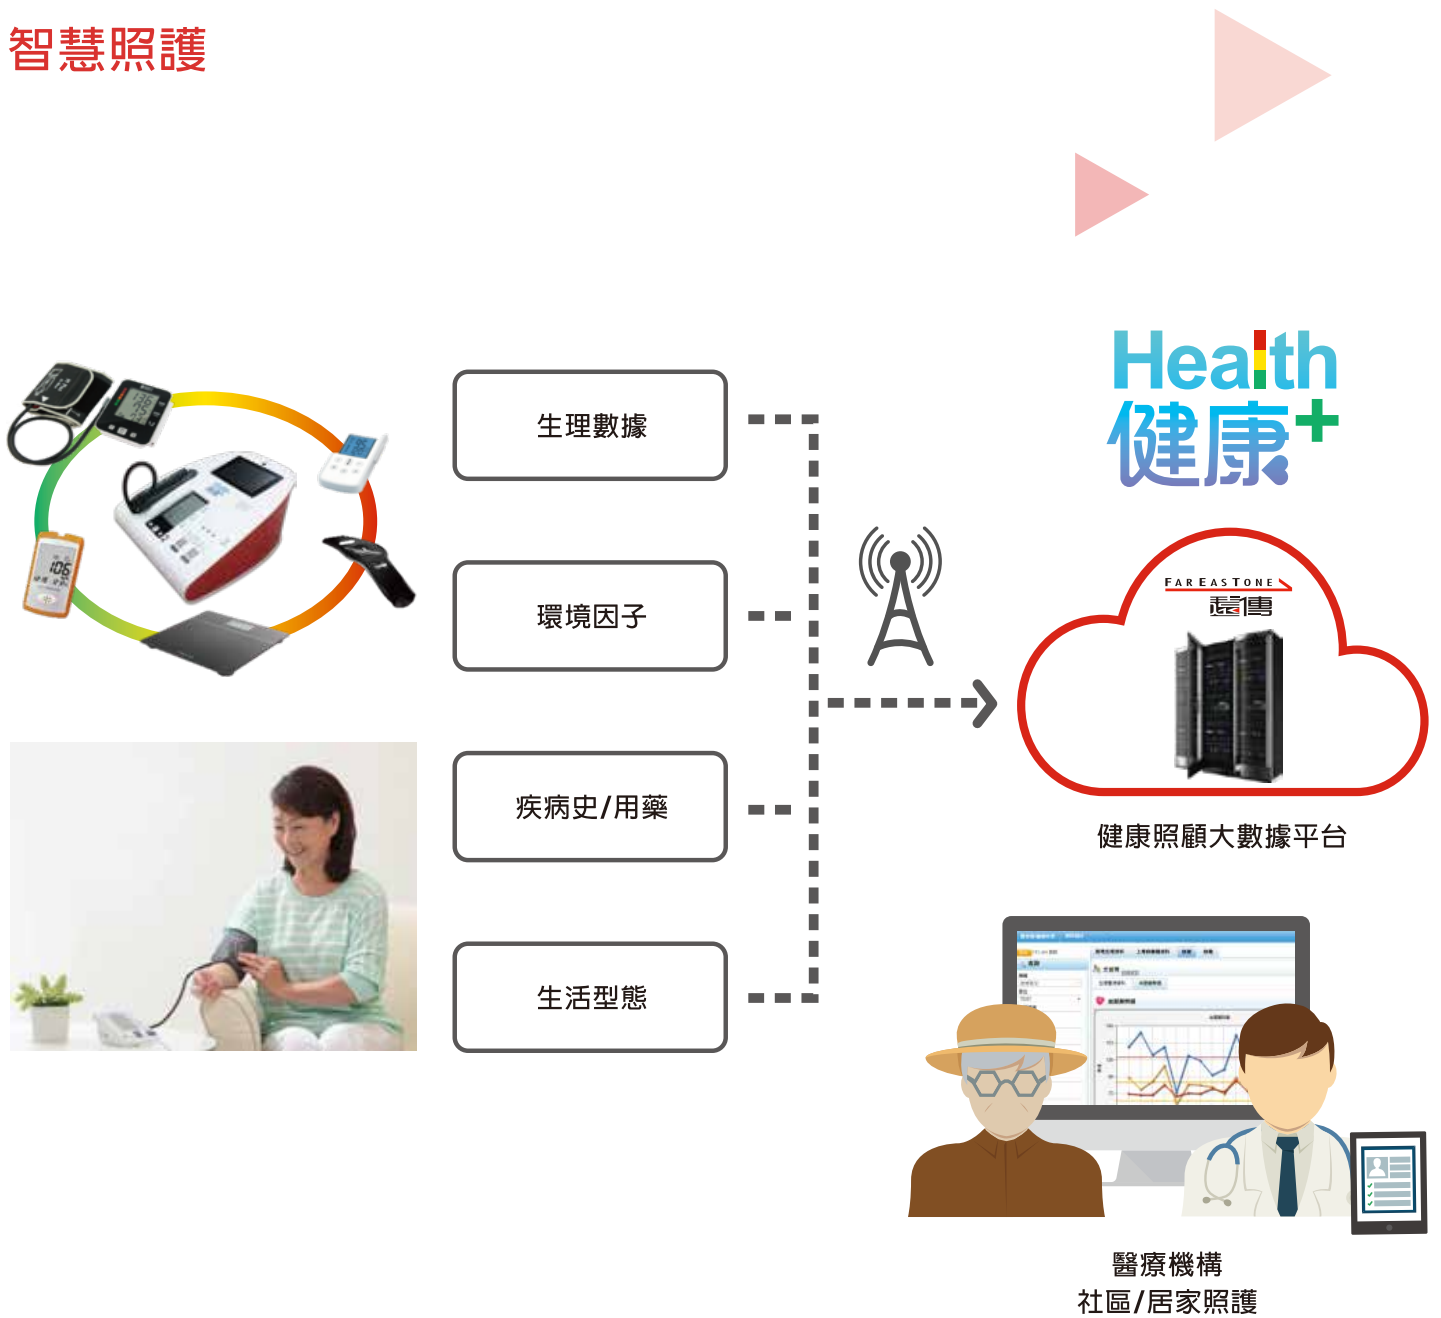 智慧照護
Health
健康+
生理數據
環境因子
疾病史/用藥
生活型態
FAREASTONE
遠傳
健康照顧大數據平台
106
醫療機構
社區/居家照護